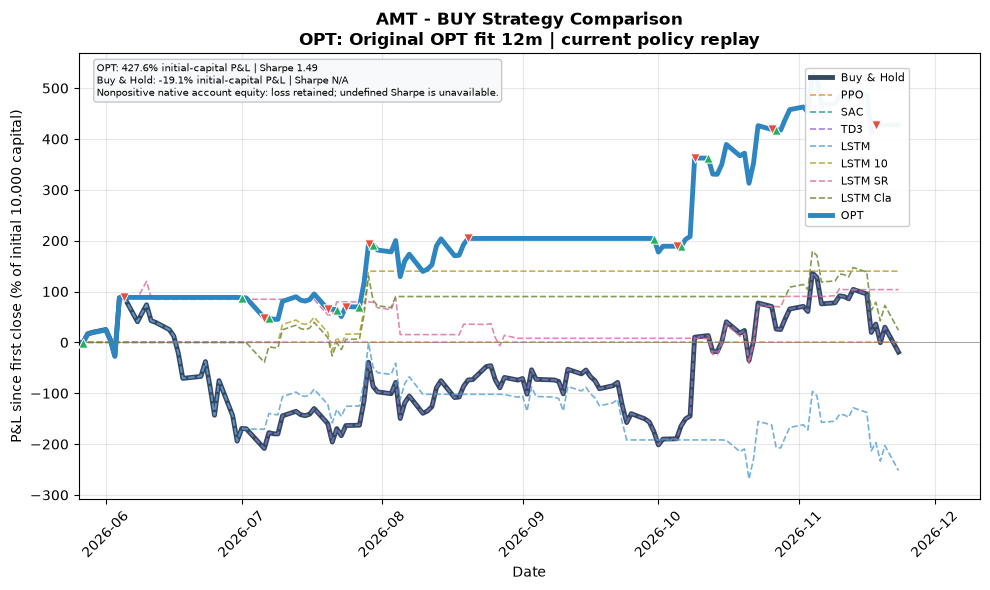 AMT - BUY Strategy Comparison
OPT: Original OPT fit 12m | current policy replay
OPT: 427.6% initial-capital P&L | Sharpe 1.49
Buy & Hold: -19.1% initial-capital P&L | Sharpe N/A
Nonpositive native account equity: loss retained; undefined Sharpe is unavailable.
Buy & Hold
PPO
SAC
TD3
LSTM
LSTM 10
LSTM SR
LSTM Cla
OPT
P&L since first close (% of initial 10,000 capital)
500
400
300
200
100
0
−100
−200
−300
2026-06
2026-07
2026-08
2026-09
2026-10
2026-11
2026-12
Date